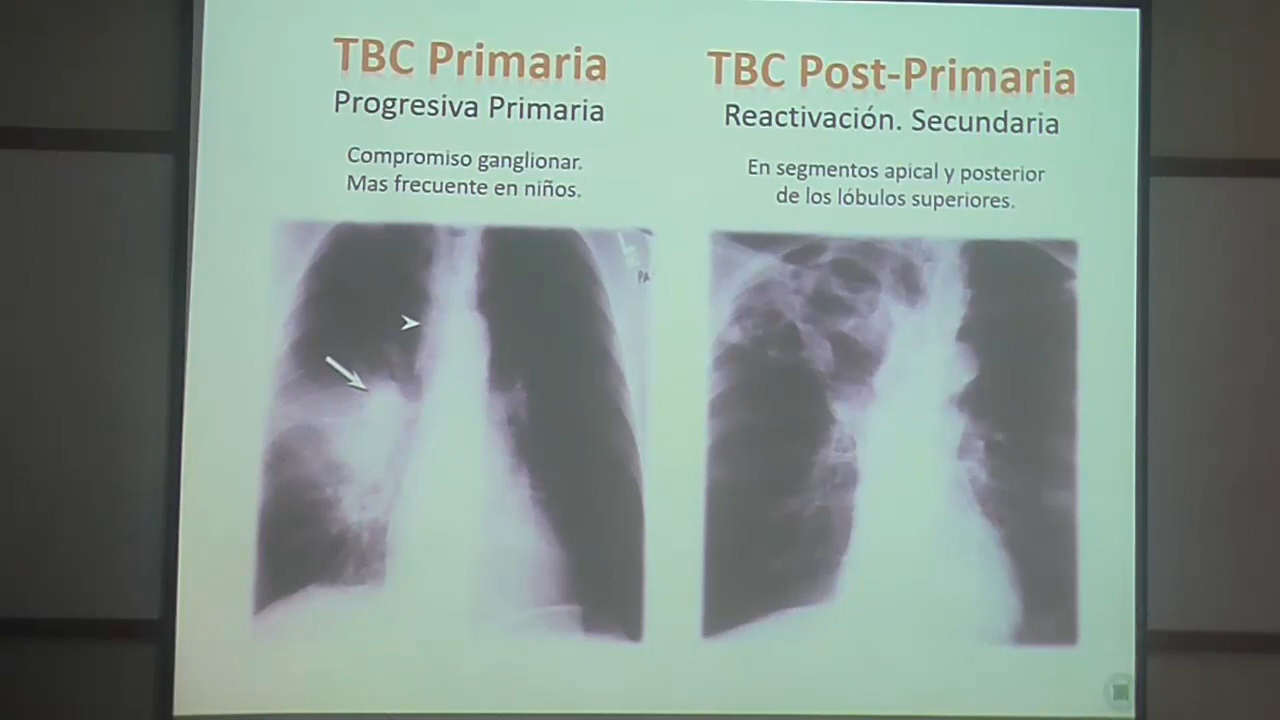 TBC Primaria
Progresiva Primaria
Compromiso ganglionar.
Mas frecuente en niños.
PA
TBC Post-Primaria
Reactivación. Secundaria
En segmentos apical y posterior
de los lóbulos superiores.